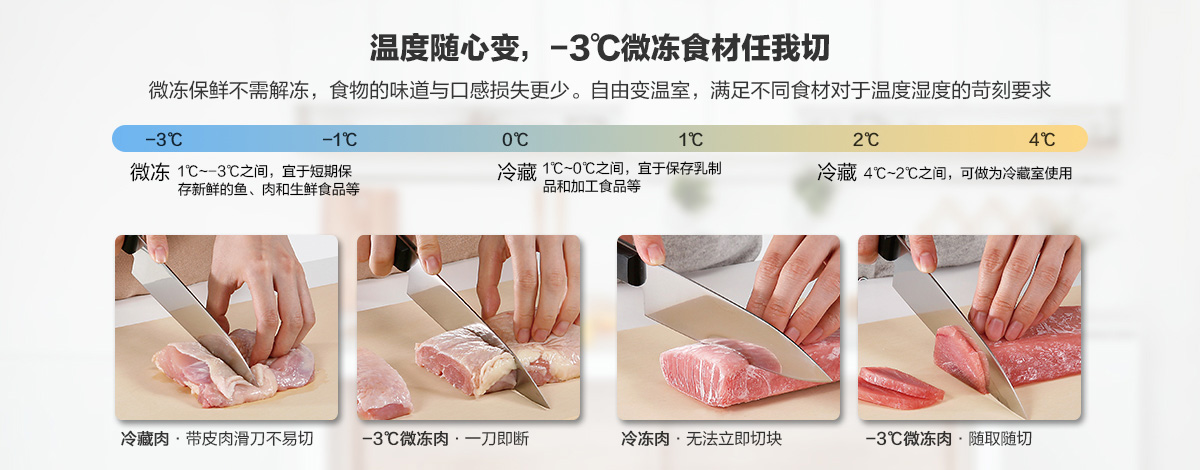 温度随心变，-3℃微冻食材任我切
微冻保鲜不需解冻，食物的味道与口感损失更少。自由变温室，满足不同食材对于温度湿度的苛刻要求
-3℃ -1℃ 0℃ 1℃ 2℃ 4℃
微冻 1℃~-3℃之间，宜于短期保
存新鲜的鱼、肉和生鲜食品等
冷藏 1℃~0℃之间，宜于保存乳制
品和加工食品等
冷藏 4℃~2℃之间，可做为冷藏室使用
冷藏肉·带皮肉滑刀不易切
-3℃微冻肉·一刀即断
冷冻肉·无法立即切块
-3℃微冻肉·随取随切